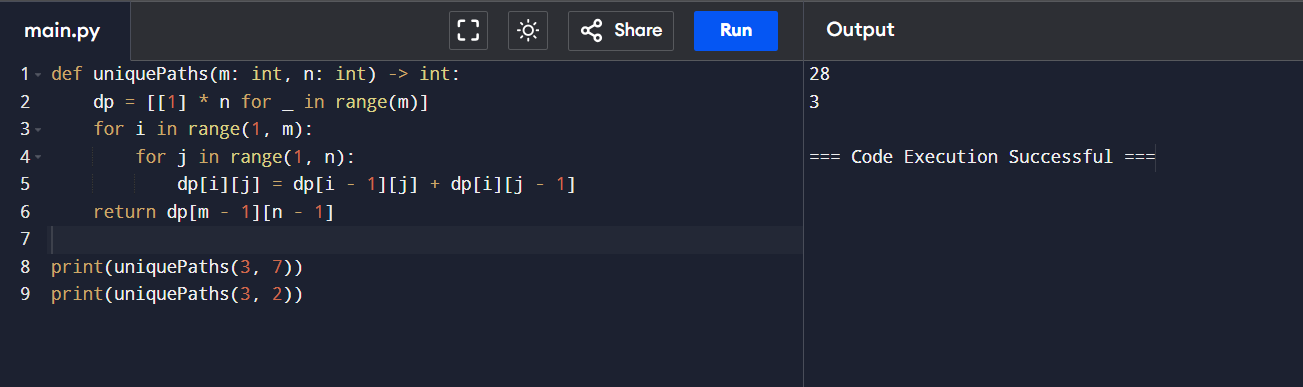 main.py Share Run Output
1 def uniquePaths(m: int, n: int) -> int:
2     dp = [[1] * n for _ in range(m)]
3     for i in range(1, m):
4         for j in range(1, n):
5             dp[i][j] = dp[i - 1][j] + dp[i][j - 1]
6     return dp[m - 1][n - 1]
7
8 print(uniquePaths(3, 7))
9 print(uniquePaths(3, 2))
28
3
=== Code Execution Successful ===